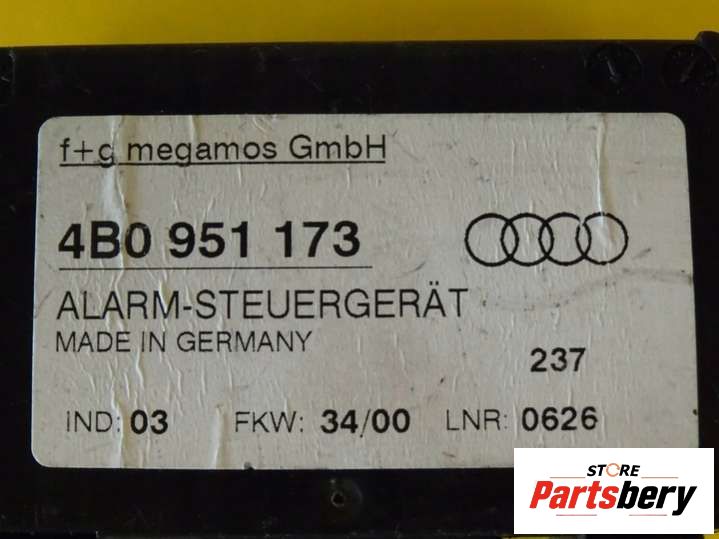 f+g megamos GmbH
4B0 951 173
ALARM-STEUERGERÄT
MADE IN GERMANY
237
IND: 03 FKW: 34/00 LNR: 0626
STORE
Partsbery